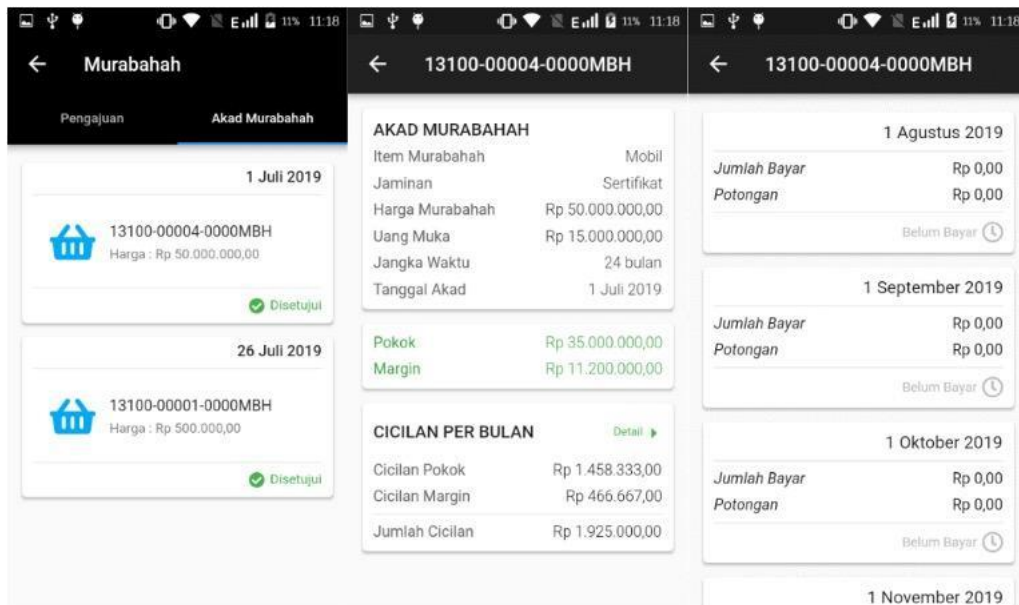 E 11% 11:18
Murabahah
Pengajuan Akad Murabahah
1 Juli 2019
13100-00004-0000MBH
Harga : Rp 50.000.000,00
Disetujui
26 Juli 2019
13100-00001-0000MBH
Harga : Rp 500.000,00
Disetujui
E 11% 11:18
13100-00004-0000MBH
AKAD MURABAHAH
Item Murabahah Mobil
Jaminan Sertifikat
Harga Murabahah Rp 50.000.000,00
Uang Muka Rp 15.000.000,00
Jangka Waktu 24 bulan
Tanggal Akad 1 Juli 2019
Pokok Rp 35.000.000,00
Margin Rp 11.200.000,00
CICILAN PER BULAN Detail
Cicilan Pokok Rp 1.458.333,00
Cicilan Margin Rp 466.667,00
Jumlah Cicilan Rp 1.925.000,00
E 11% 11:18
13100-00004-0000MBH
1 Agustus 2019
Jumlah Bayar Rp 0,00
Potongan Rp 0,00
Belum Bayar
1 September 2019
Jumlah Bayar Rp 0,00
Potongan Rp 0,00
Belum Bayar
1 Oktober 2019
Jumlah Bayar Rp 0,00
Potongan Rp 0,00
Belum Bayar
1 November 2019